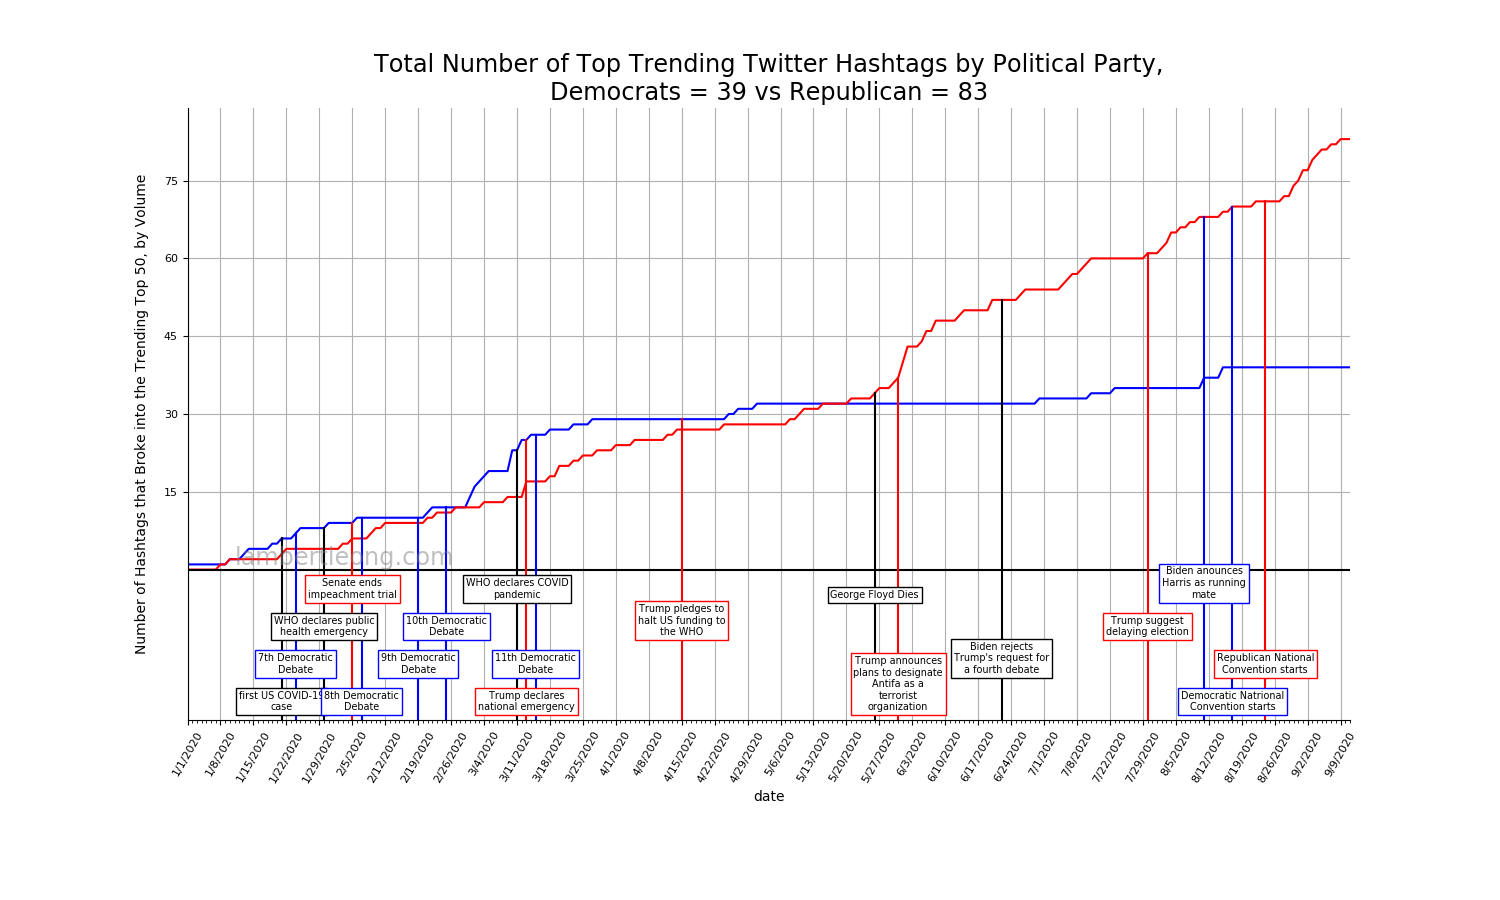 Total Number of Top Trending Twitter Hashtags by Political Party,
Democrats = 39 vs Republican = 83
Number of Hashtags that Broke into the Trending Top 50, by Volume
75
60
45
30
15
lambertleong.com
Senate ends
impeachment trial
WHO declares COVID
pandemic
Trump pledges to
halt US funding to
the WHO
George Floyd Dies
Biden anounces
Harris as running
mate
WHO declares public
health emergency
10th Democratic
Debate
Trump suggest
delaying election
7th Democratic
Debate
9th Democratic
Debate
11th Democratic
Debate
Trump announces
plans to designate
Antifa as a
terrorist
organization
Biden rejects
Trump's request for
a fourth debate
Republican National
Convention starts
first US COVID-19
case
8th Democratic
Debate
Trump declares
national emergency
Democratic Natrional
Convention starts
1/1/2020
1/8/2020
1/15/2020
1/22/2020
1/29/2020
2/5/2020
2/12/2020
2/19/2020
2/26/2020
3/4/2020
3/11/2020
3/18/2020
3/25/2020
4/1/2020
4/8/2020
4/15/2020
4/22/2020
4/29/2020
5/6/2020
5/13/2020
5/20/2020
5/27/2020
6/3/2020
6/10/2020
6/17/2020
6/24/2020
7/1/2020
7/8/2020
7/22/2020
7/29/2020
8/5/2020
8/12/2020
8/19/2020
8/26/2020
9/2/2020
9/9/2020
date